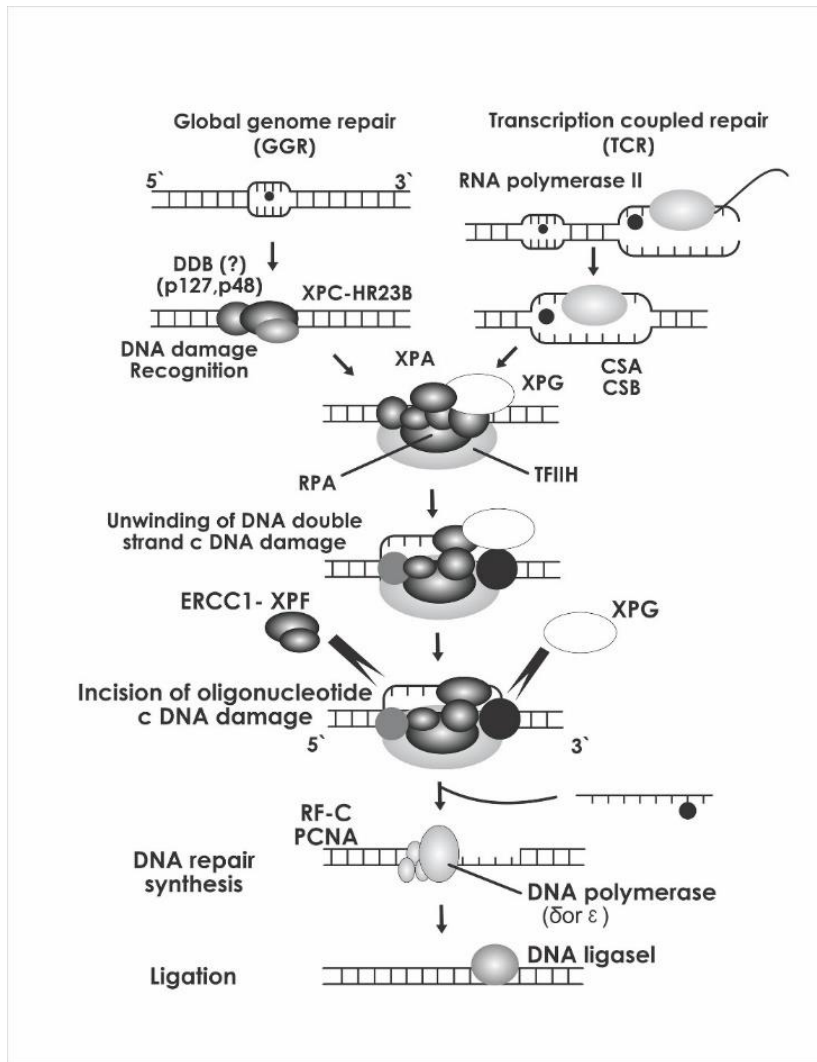 Global genome repair
(GGR)
Transcription coupled repair
(TCR)
5`
3`
RNA polymerase II
DDB (?)
(p127,p48)
XPC-HR23B
DNA damage
Recognition
CSA
CSB
XPA
XPG
RPA
TFIIH
Unwinding of DNA double
strand c DNA damage
ERCC1- XPF
XPG
Incision of oligonucleotide
c DNA damage
5`
3`
RF-C
PCNA
DNA repair
synthesis
DNA polymerase
(δor ε)
DNA ligaseI
Ligation